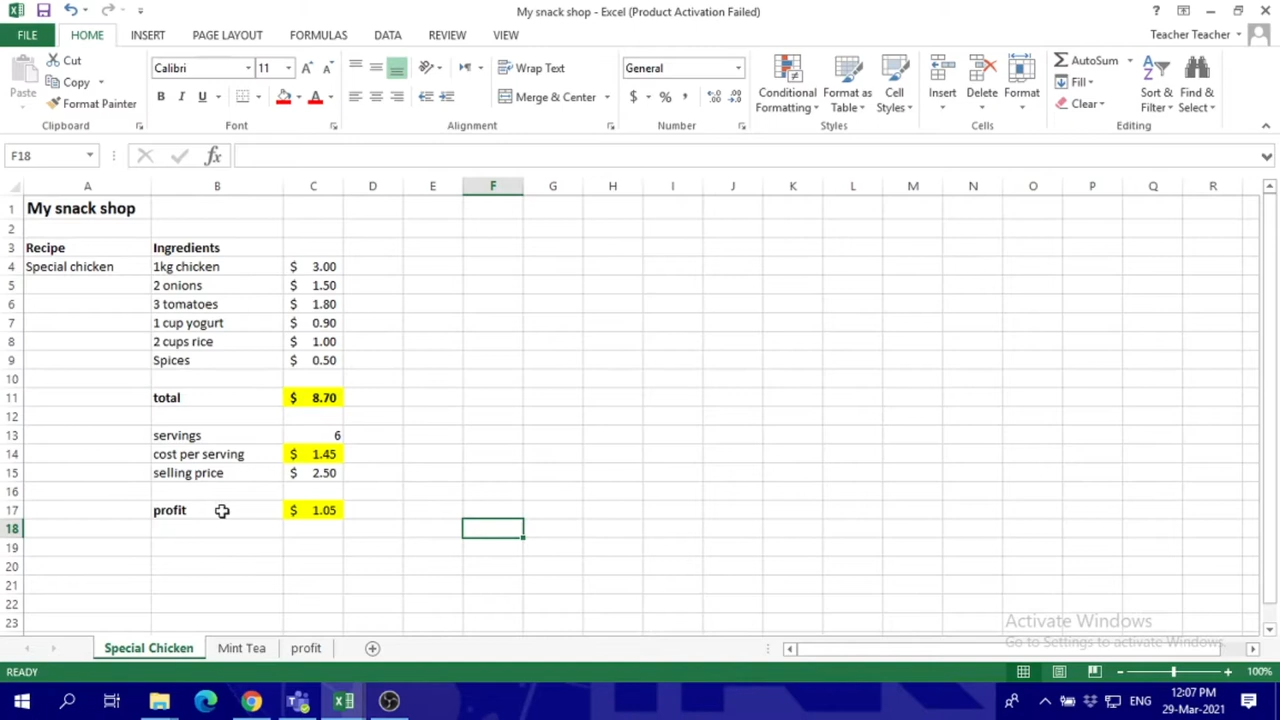 My snack shop - Excel (Product Activation Failed)
FILE HOME INSERT PAGE LAYOUT FORMULAS DATA REVIEW VIEW Teacher Teacher
Paste Cut Copy Format Painter Clipboard
Calibri 11 B I U A Font
Wrap Text Merge & Center Alignment
General $ % , Number
Conditional Formatting Format as Table Cell Styles Styles
Insert Delete Format Cells
AutoSum Fill Clear Sort & Filter Find & Select Editing
F18 fx
A B C D E F G H I J K L M N O P Q R
1 My snack shop
2
3 Recipe Ingredients
4 Special chicken 1kg chicken $ 3.00
5 2 onions $ 1.50
6 3 tomatoes $ 1.80
7 1 cup yogurt $ 0.90
8 2 cups rice $ 1.00
9 Spices $ 0.50
10
11 total $ 8.70
12
13 servings 6
14 cost per serving $ 1.45
15 selling price $ 2.50
16
17 profit $ 1.05
18
19
20
21
22
23
Activate Windows
Go to Settings to activate Windows.
Special Chicken Mint Tea profit
READY 100%
ENG 12:07 PM
29-Mar-2021